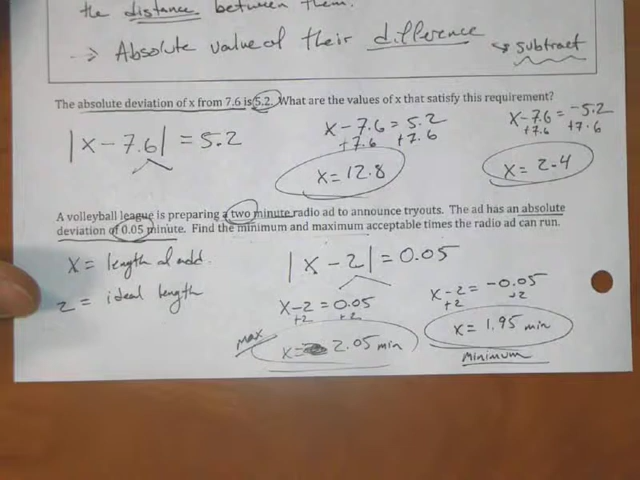 the distance between them.
→ Absolute value of their difference → subtract
The absolute deviation of x from 7.6 is 5.2. What are the values of x that satisfy this requirement?
|x - 7.6| = 5.2
x - 7.6 = 5.2
+7.6 +7.6
x = 12.8
x - 7.6 = -5.2
+7.6 +7.6
x = 2.4
A volleyball league is preparing a two minute radio ad to announce tryouts. The ad has an absolute
deviation of 0.05 minute. Find the minimum and maximum acceptable times the radio ad can run.
x = length of add.
2 = ideal length
|x - 2| = 0.05
x - 2 = 0.05
+2 +2
max
x = 2.05 min
x - 2 = -0.05
+2 +2
x = 1.95 min
minimum